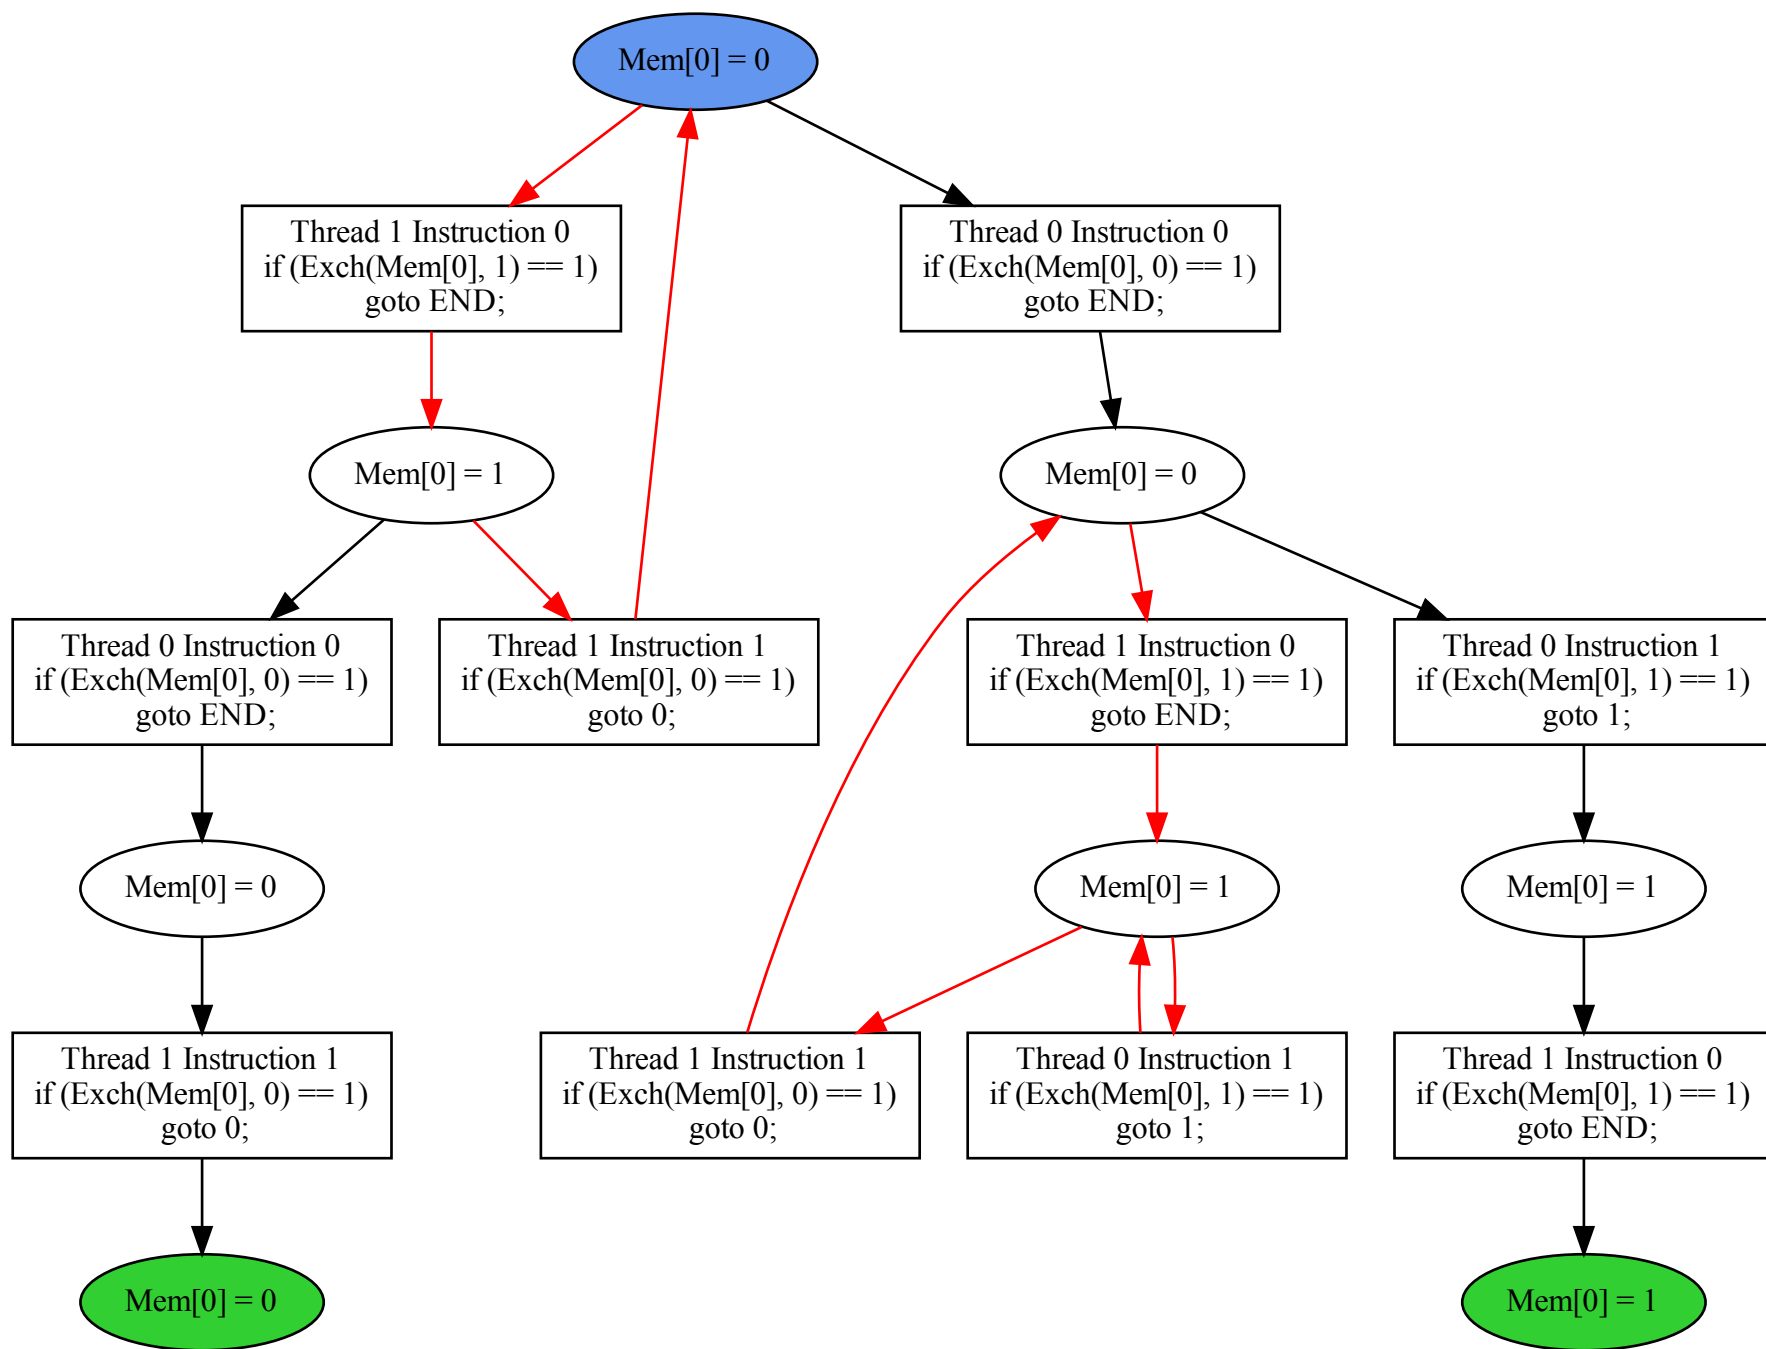 Mem[0] = 0
Thread 1 Instruction 0
if (Exch(Mem[0], 1) == 1)
goto END;
Thread 0 Instruction 0
if (Exch(Mem[0], 0) == 1)
goto END;
Mem[0] = 1
Mem[0] = 0
Thread 0 Instruction 0
if (Exch(Mem[0], 0) == 1)
goto END;
Thread 1 Instruction 1
if (Exch(Mem[0], 0) == 1)
goto 0;
Thread 1 Instruction 0
if (Exch(Mem[0], 1) == 1)
goto END;
Thread 0 Instruction 1
if (Exch(Mem[0], 1) == 1)
goto 1;
Mem[0] = 0
Mem[0] = 1
Mem[0] = 1
Thread 1 Instruction 1
if (Exch(Mem[0], 0) == 1)
goto 0;
Thread 1 Instruction 1
if (Exch(Mem[0], 0) == 1)
goto 0;
Thread 0 Instruction 1
if (Exch(Mem[0], 1) == 1)
goto 1;
Thread 1 Instruction 0
if (Exch(Mem[0], 1) == 1)
goto END;
Mem[0] = 0
Mem[0] = 1